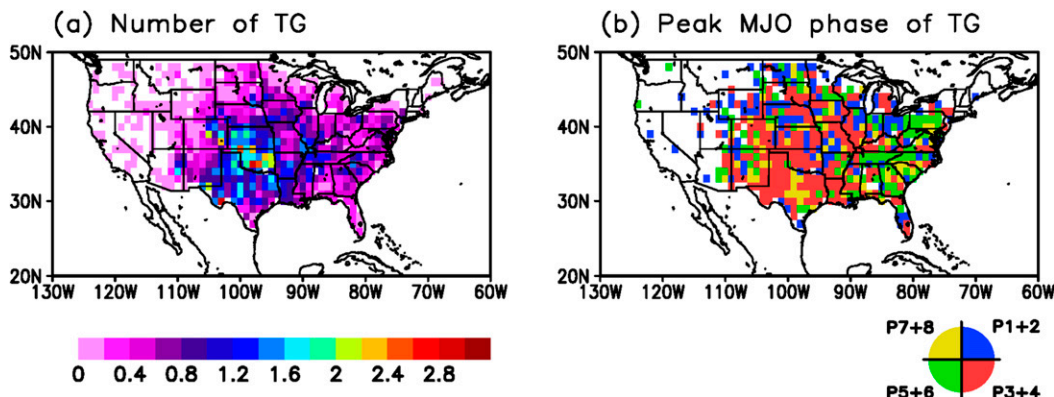 (a) Number of TG
(b) Peak MJO phase of TG
50N
40N
30N
20N
130W 120W 110W 100W 90W 80W 70W 60W
50N
40N
30N
20N
130W 120W 110W 100W 90W 80W 70W 60W
0 0.4 0.8 1.2 1.6 2 2.4 2.8
P7+8 P1+2
P5+6 P3+4